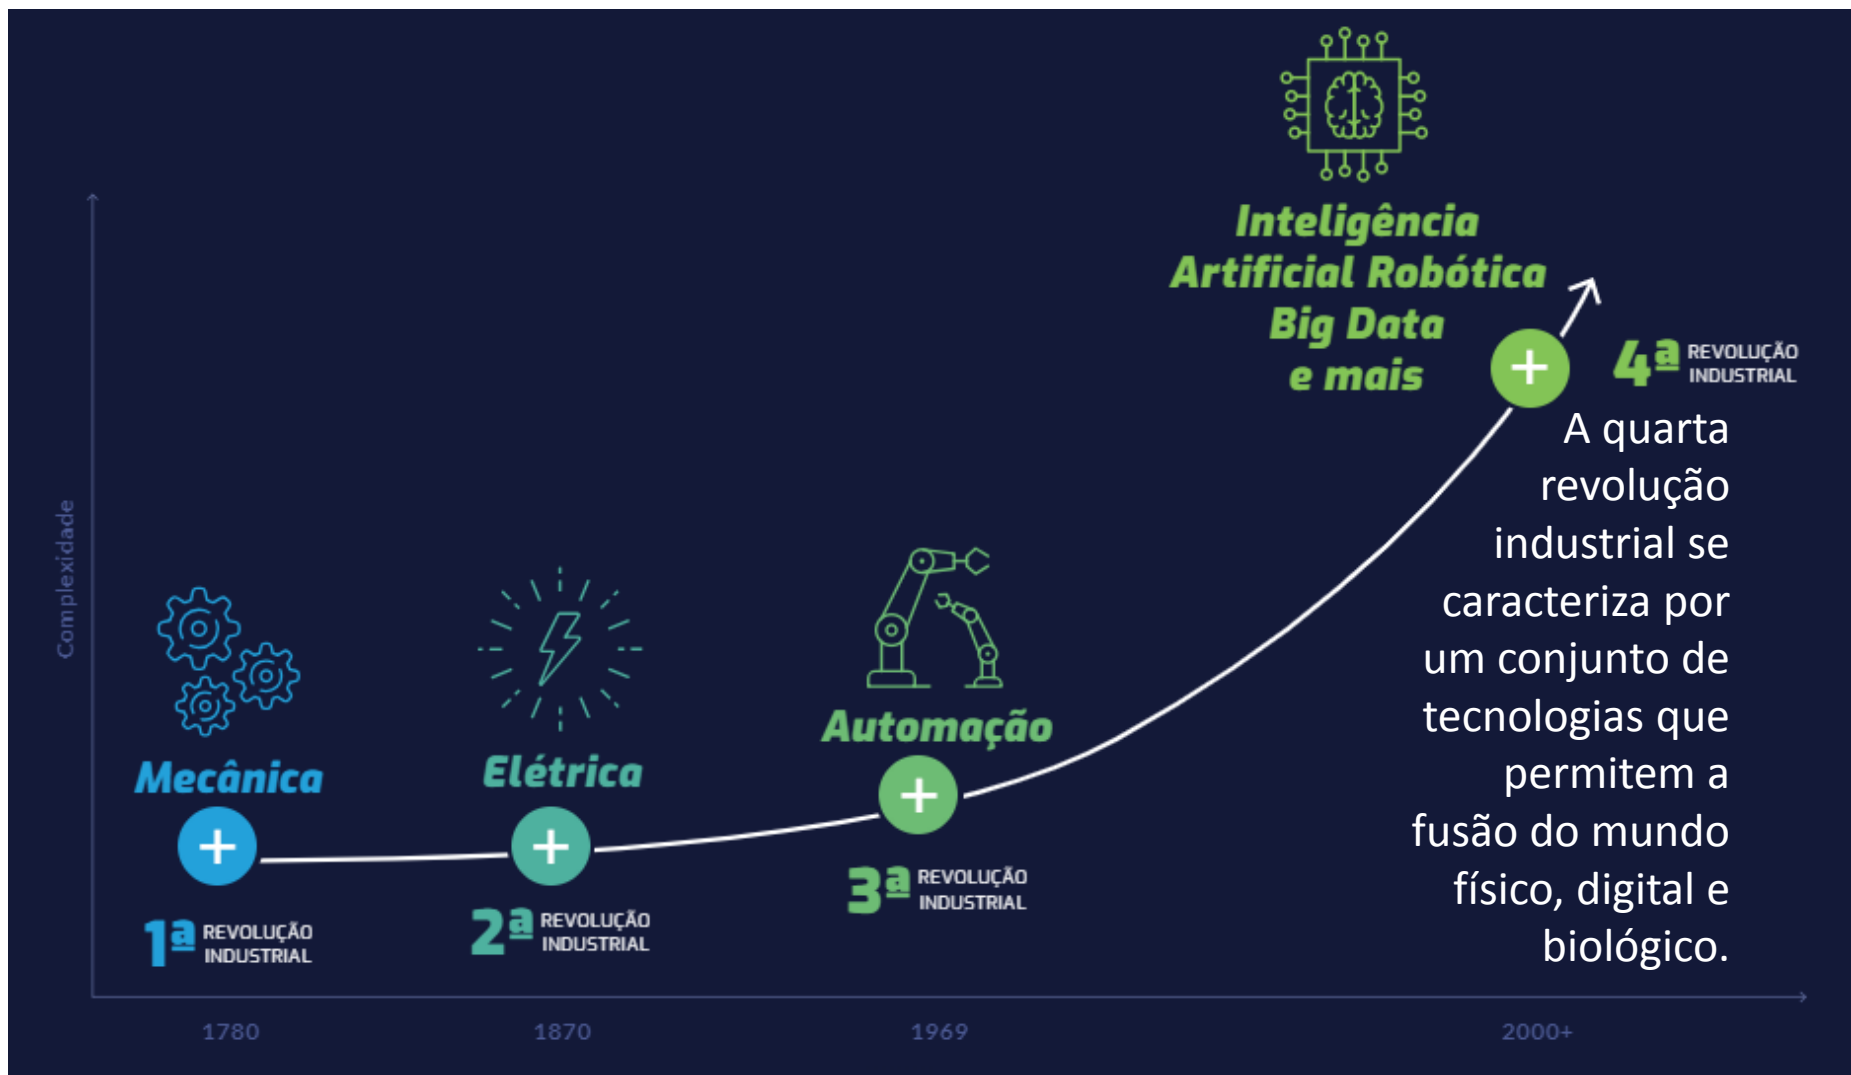 Inteligência
Artificial Robótica
Big Data
e mais
4ª REVOLUÇÃO
INDUSTRIAL
A quarta
revolução
industrial se
caracteriza por
um conjunto de
tecnologias que
permitem a
fusão do mundo
físico, digital e
biológico.
Complexidade
Mecânica
1ª REVOLUÇÃO
INDUSTRIAL
Elétrica
2ª REVOLUÇÃO
INDUSTRIAL
Automação
3ª REVOLUÇÃO
INDUSTRIAL
1780
1870
1969
2000+